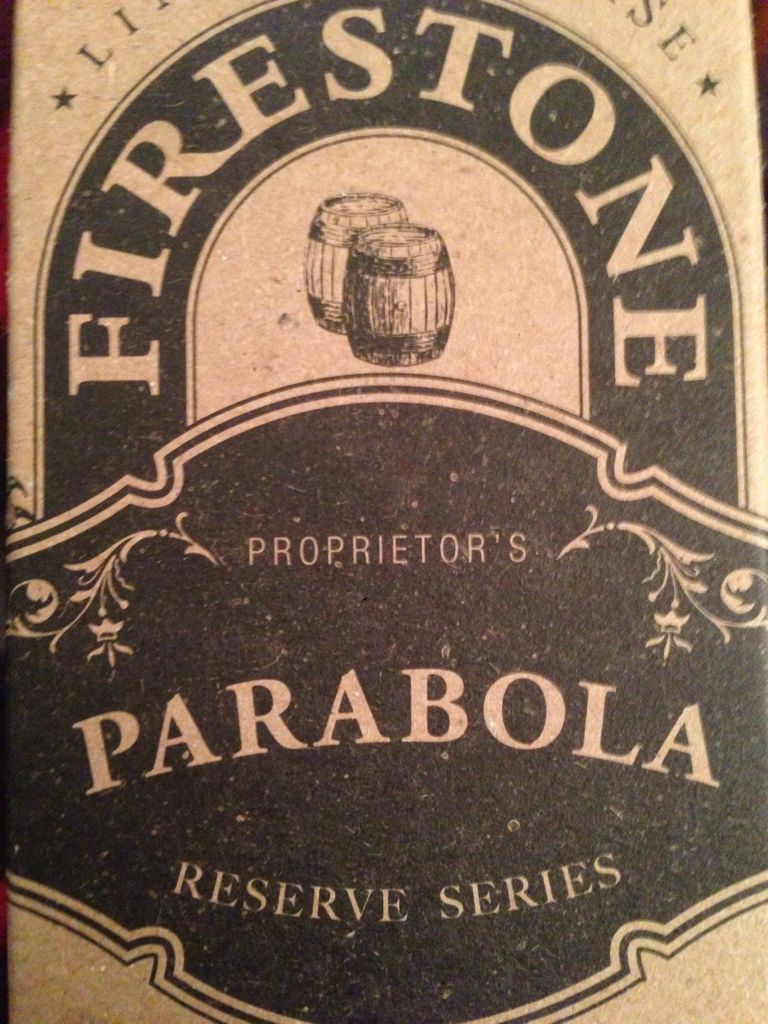 FIRESTONE
PROPRIETOR'S
PARABOLA
RESERVE SERIES